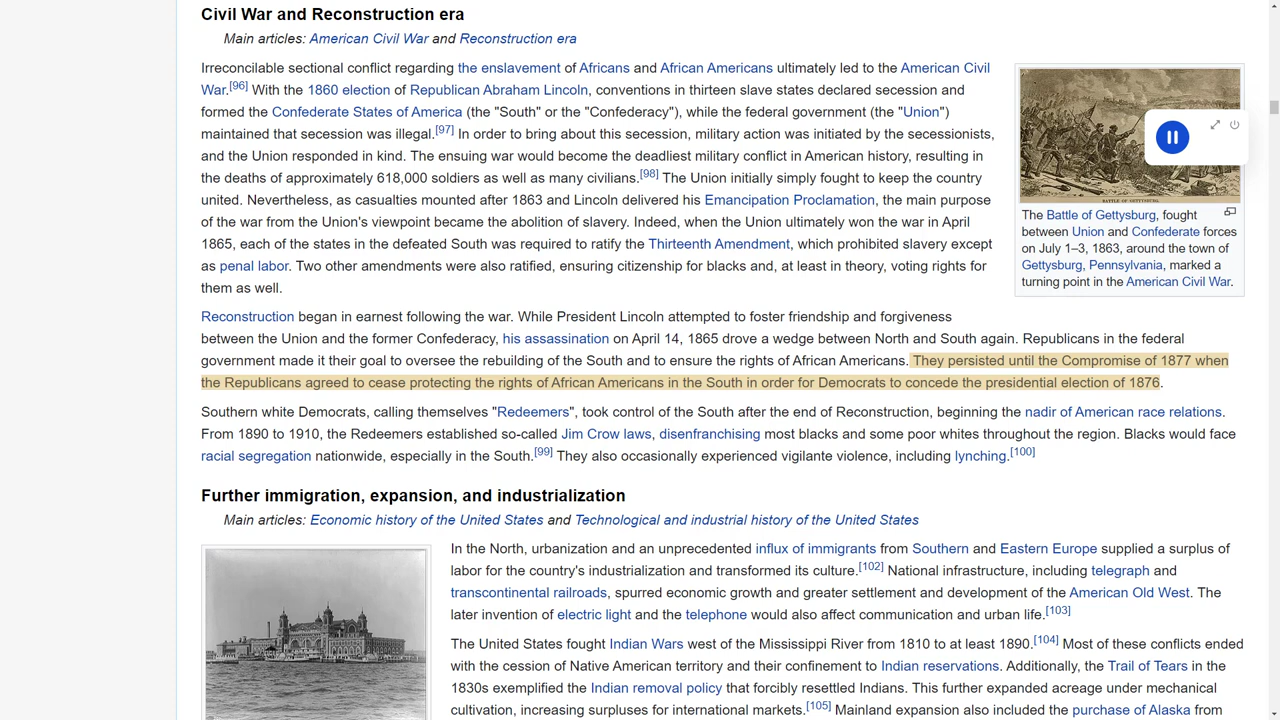 Civil War and Reconstruction era
Main articles: American Civil War and Reconstruction era
Irreconcilable sectional conflict regarding the enslavement of Africans and African Americans ultimately led to the American Civil
War.[96] With the 1860 election of Republican Abraham Lincoln, conventions in thirteen slave states declared secession and
formed the Confederate States of America (the "South" or the "Confederacy"), while the federal government (the "Union")
maintained that secession was illegal.[97] In order to bring about this secession, military action was initiated by the secessionists,
and the Union responded in kind. The ensuing war would become the deadliest military conflict in American history, resulting in
the deaths of approximately 618,000 soldiers as well as many civilians.[98] The Union initially simply fought to keep the country
united. Nevertheless, as casualties mounted after 1863 and Lincoln delivered his Emancipation Proclamation, the main purpose
of the war from the Union's viewpoint became the abolition of slavery. Indeed, when the Union ultimately won the war in April
1865, each of the states in the defeated South was required to ratify the Thirteenth Amendment, which prohibited slavery except
as penal labor. Two other amendments were also ratified, ensuring citizenship for blacks and, at least in theory, voting rights for
them as well.
BATTLE OF GETTYSBURG.
The Battle of Gettysburg, fought
between Union and Confederate forces
on July 1–3, 1863, around the town of
Gettysburg, Pennsylvania, marked a
turning point in the American Civil War.
Reconstruction began in earnest following the war. While President Lincoln attempted to foster friendship and forgiveness
between the Union and the former Confederacy, his assassination on April 14, 1865 drove a wedge between North and South again. Republicans in the federal
government made it their goal to oversee the rebuilding of the South and to ensure the rights of African Americans. They persisted until the Compromise of 1877 when
the Republicans agreed to cease protecting the rights of African Americans in the South in order for Democrats to concede the presidential election of 1876.
Southern white Democrats, calling themselves "Redeemers", took control of the South after the end of Reconstruction, beginning the nadir of American race relations.
From 1890 to 1910, the Redeemers established so-called Jim Crow laws, disenfranchising most blacks and some poor whites throughout the region. Blacks would face
racial segregation nationwide, especially in the South.[99] They also occasionally experienced vigilante violence, including lynching.[100]
Further immigration, expansion, and industrialization
Main articles: Economic history of the United States and Technological and industrial history of the United States
In the North, urbanization and an unprecedented influx of immigrants from Southern and Eastern Europe supplied a surplus of
labor for the country's industrialization and transformed its culture.[102] National infrastructure, including telegraph and
transcontinental railroads, spurred economic growth and greater settlement and development of the American Old West. The
later invention of electric light and the telephone would also affect communication and urban life.[103]
The United States fought Indian Wars west of the Mississippi River from 1810 to at least 1890.[104] Most of these conflicts ended
with the cession of Native American territory and their confinement to Indian reservations. Additionally, the Trail of Tears in the
1830s exemplified the Indian removal policy that forcibly resettled Indians. This further expanded acreage under mechanical
cultivation, increasing surpluses for international markets.[105] Mainland expansion also included the purchase of Alaska from